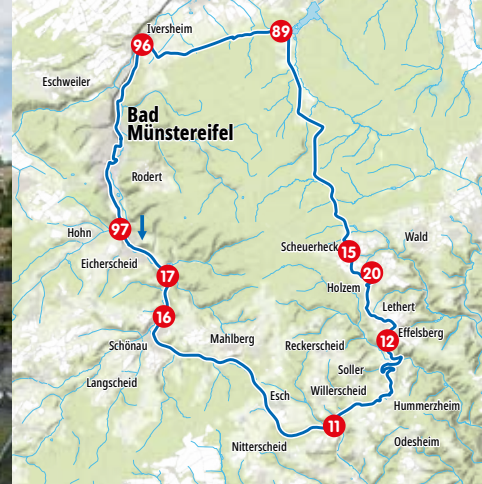 Iversheim
89
96
Eschweiler
Bad
Münstereifel
Rodert
97
Hohn
Eicherscheid
Wald
Scheuerheck
15
20
17
Holzem
Lethert
16
Effelsberg
12
Mahlberg
Reckerscheid
Schönau
Soller
Langscheid
Willerscheid
Esch
Hummerzheim
11
Odesheim
Nitterscheid